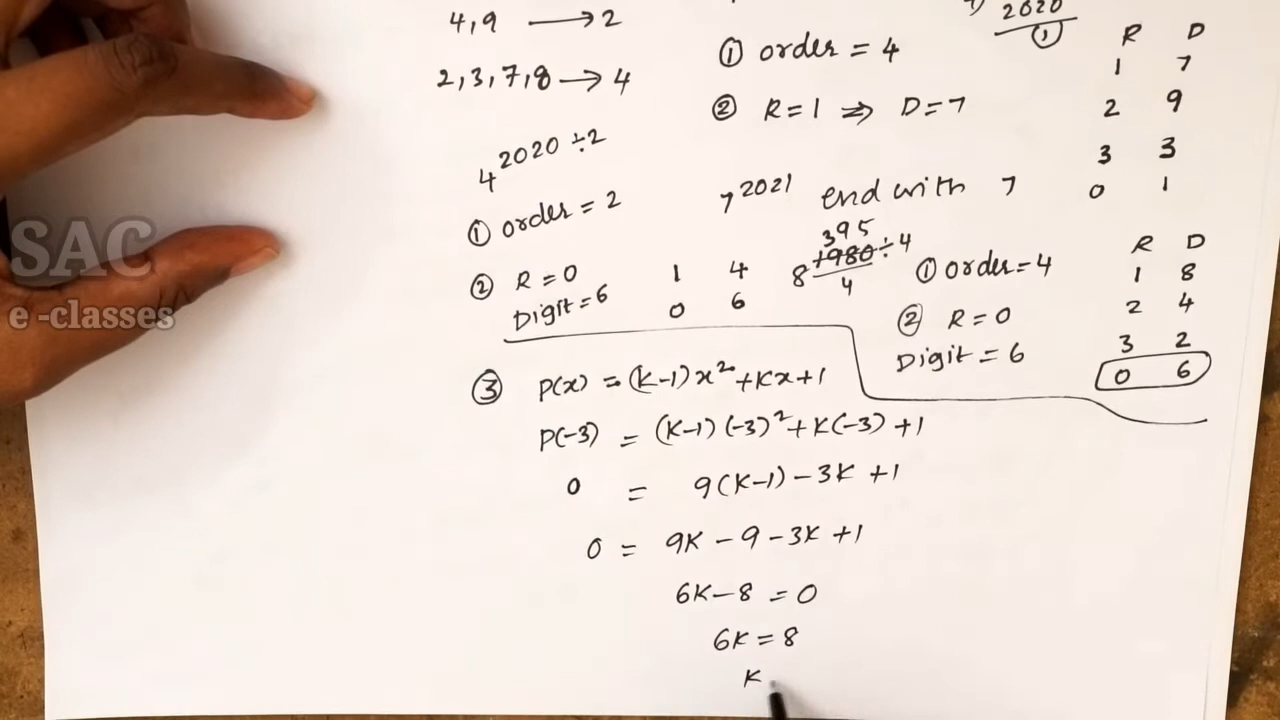 4,9 ⟶ 2
2,3,7,8 ⟶ 4
4^2020 ÷2
① order = 2
② R = 0
Digit = 6
1 4
0 6
2020
①
① order = 4
② R = 1 ⇒ D = 7
R D
1 7
2 9
3 3
0 1
7^2021 end with 7
395
8^1980 ÷4
4
① order = 4
② R = 0
Digit = 6
R D
1 8
2 4
3 2
0 6
③ P(x) = (K-1)x² + Kx + 1
P(-3) = (K-1)(-3)² + K(-3) + 1
0 = 9(K-1) - 3K + 1
0 = 9K - 9 - 3K + 1
6K - 8 = 0
6K = 8
K
SAC
e -classes